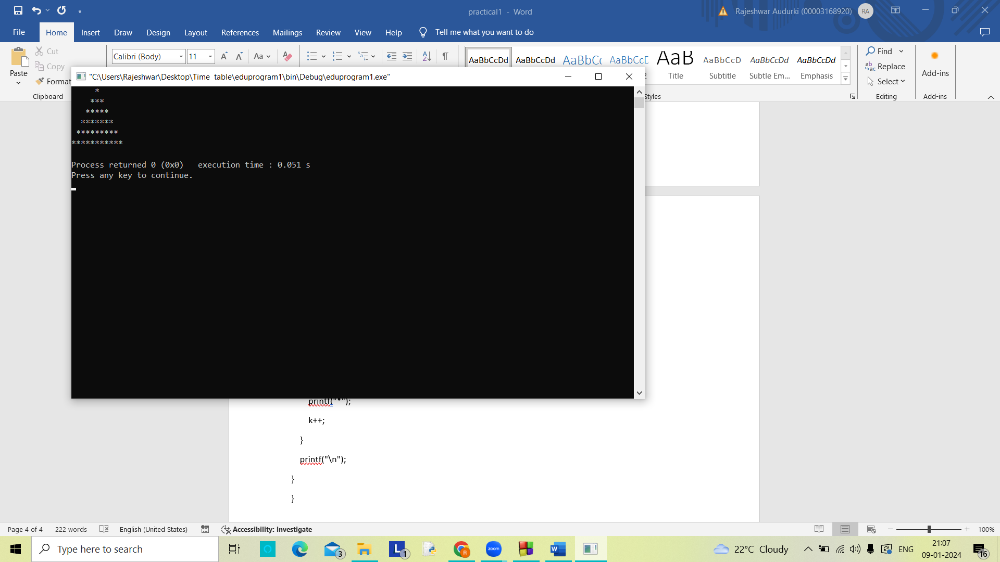 practical1 - Word
Rajeshwar Audurki (00003168920)
RA
File Home Insert Draw Design Layout References Mailings Review View Help Tell me what you want to do
Paste
Cut
Copy
Format
Clipboard
Calibri (Body) 11
AaBbCcDd AaBbCcDd AaBbCc AaBbCcD AaB AaBbCcD AaBbCcDd AaBbCcDd
2 Title Subtitle Subtle Em... Emphasis
Styles
Find
Replace
Select
Editing
Add-ins
Add-ins
"C:\Users\Rajeshwar\Desktop\Time  table\eduprogram1\bin\Debug\eduprogram1.exe"
     *
    ***
   *****
  *******
 *********
***********
Process returned 0 (0x0)   execution time : 0.051 s
Press any key to continue.
printf("*");
k++;
}
printf("\n");
}
}
Page 4 of 4 222 words English (United States) Accessibility: Investigate 100%
Type here to search
3
L 1
R
zoom
W
22°C Cloudy
ENG
21:07
09-01-2024
16